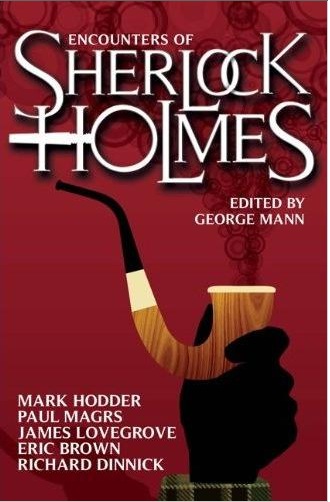 ENCOUNTERS OF
SHERLOCK
HOLMES
EDITED BY
GEORGE MANN
MARK HODDER
PAUL MAGRS
JAMES LOVEGROVE
ERIC BROWN
RICHARD DINNICK